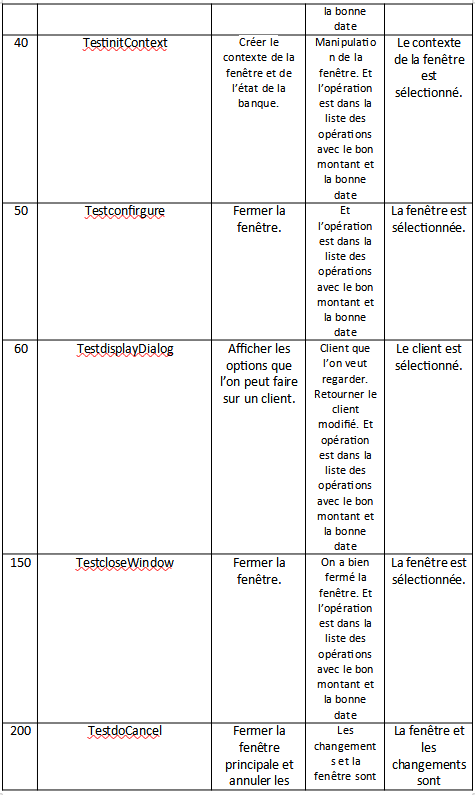 la bonne
date
40
TestinitContext
Créer le
contexte de la
fenêtre et de
l’état de la
banque.
Manipulatio
n de la
fenêtre. Et
l’opération
est dans la
liste des
opérations
avec le bon
montant et
la bonne
date
Le contexte
de la fenêtre
est
sélectionné.
50
Testconfirgure
Fermer la
fenêtre.
Et
l’opération
est dans la
liste des
opérations
avec le bon
montant et
la bonne
date
La fenêtre est
sélectionnée.
60
TestdisplayDialog
Afficher les
options que
l’on peut faire
sur un client.
Client que
l’on veut
regarder.
Retourner le
client
modifié. Et
opération
est dans la
liste des
opérations
avec le bon
montant et
la bonne
date
Le client est
sélectionné.
150
TestcloseWindow
Fermer la
fenêtre.
On a bien
fermé la
fenêtre. Et
l’opération
est dans la
liste des
opérations
avec le bon
montant et
la bonne
date
La fenêtre est
sélectionnée.
200
TestdoCancel
Fermer la
fenêtre
principale et
annuler les
Les
changement
s et la
fenêtre sont
La fenêtre et
les
changements
sont